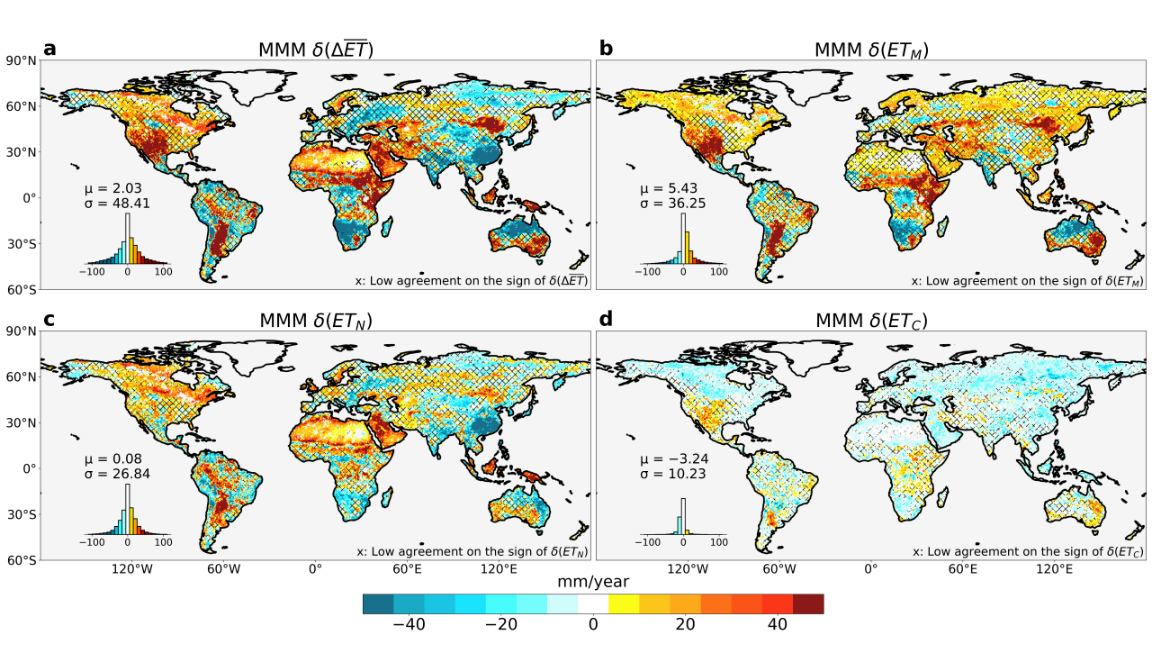 a MMM δ(ΔET̅)
b MMM δ(ET_M)
90°N
60°N
30°N
0°
30°S
60°S
μ = 2.03
σ = 48.41
−100 0 100
x: Low agreement on the sign of δ(ΔET̅)
μ = 5.43
σ = 36.25
−100 0 100
x: Low agreement on the sign of δ(ET_M)
c MMM δ(ET_N)
d MMM δ(ET_C)
90°N
60°N
30°N
0°
30°S
60°S
μ = 0.08
σ = 26.84
−100 0 100
x: Low agreement on the sign of δ(ET_N)
μ = −3.24
σ = 10.23
−100 0 100
x: Low agreement on the sign of δ(ET_C)
120°W 60°W 0° 60°E 120°E
120°W 60°W 0° 60°E 120°E
mm/year
−40 −20 0 20 40